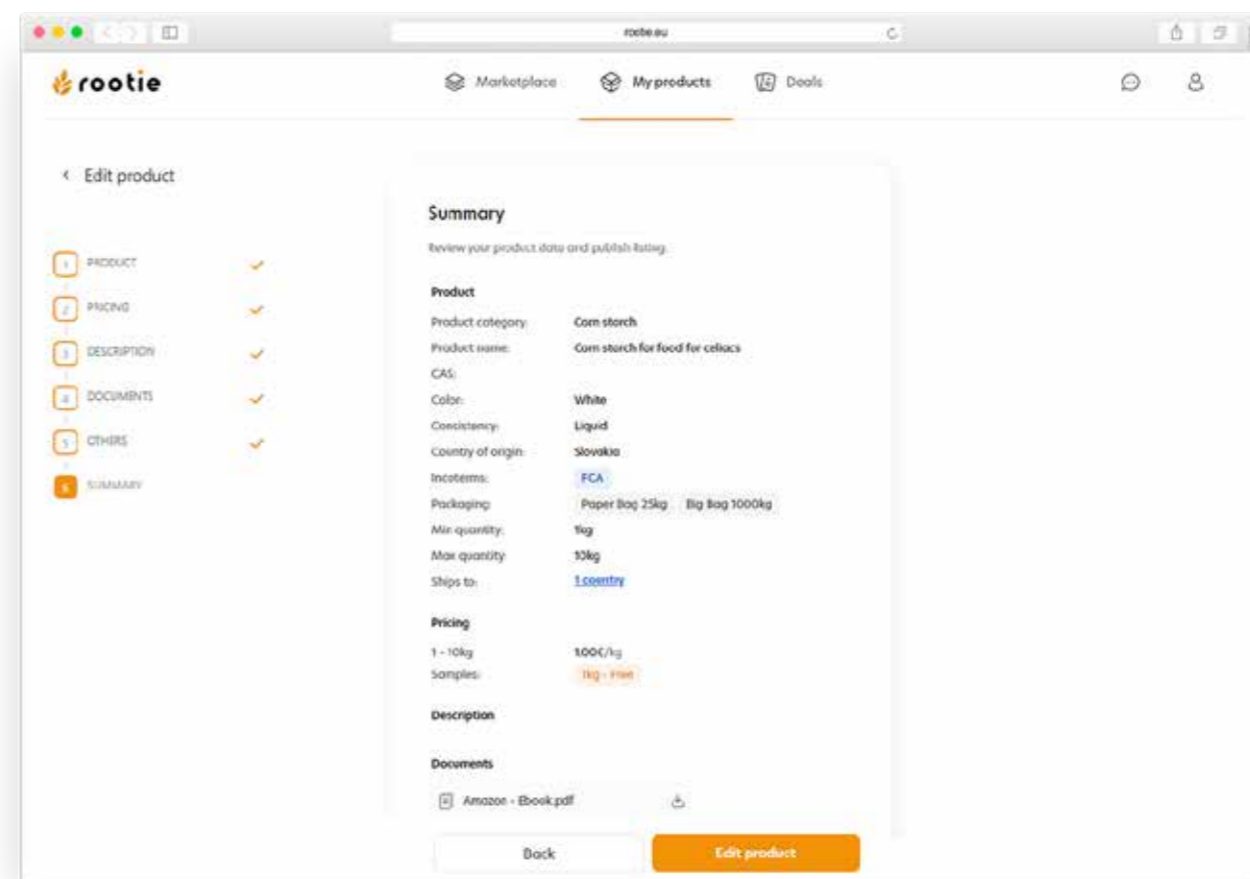 rootie.eu
rootie
Marketplace
My products
Deals
Edit product
1 PRODUCT
2 PRICING
3 DESCRIPTION
4 DOCUMENTS
5 OTHERS
6 SUMMARY
Summary
Review your product data and publish listing.
Product
Product category: Corn starch
Product name: Corn starch for food for celiacs
CAS:
Color: White
Consistency: Liquid
Country of origin: Slovakia
Incoterms: FCA
Packaging: Paper Bag 25kg Big Bag 1000kg
Min quantity: 1kg
Max quantity: 10kg
Ships to: 1 country
Pricing
1 - 10kg 1.00€/kg
Samples: 1kg - Free
Description
Documents
Amazon - Ebook.pdf
Back
Edit product